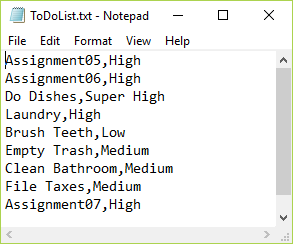 ToDoList.txt - Notepad
File Edit Format View Help
Assignment05,High
Assignment06,High
Do Dishes,Super High
Laundry,High
Brush Teeth,Low
Empty Trash,Medium
Clean Bathroom,Medium
File Taxes,Medium
Assignment07,High